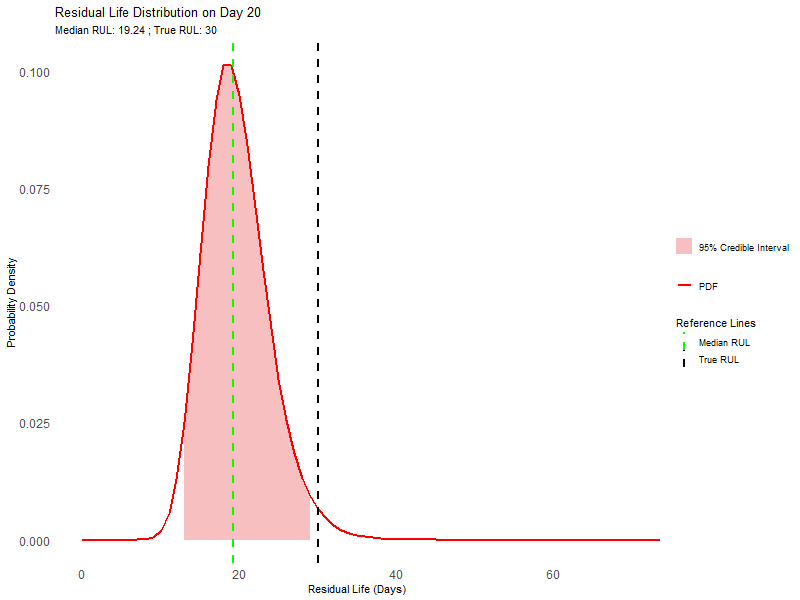 Residual Life Distribution on Day 20
Median RUL: 19.24 ; True RUL: 30
0.100
0.075
0.050
0.025
0.000
Probability Density
0
20
40
60
Residual Life (Days)
95% Credible Interval
PDF
Reference Lines
Median RUL
True RUL